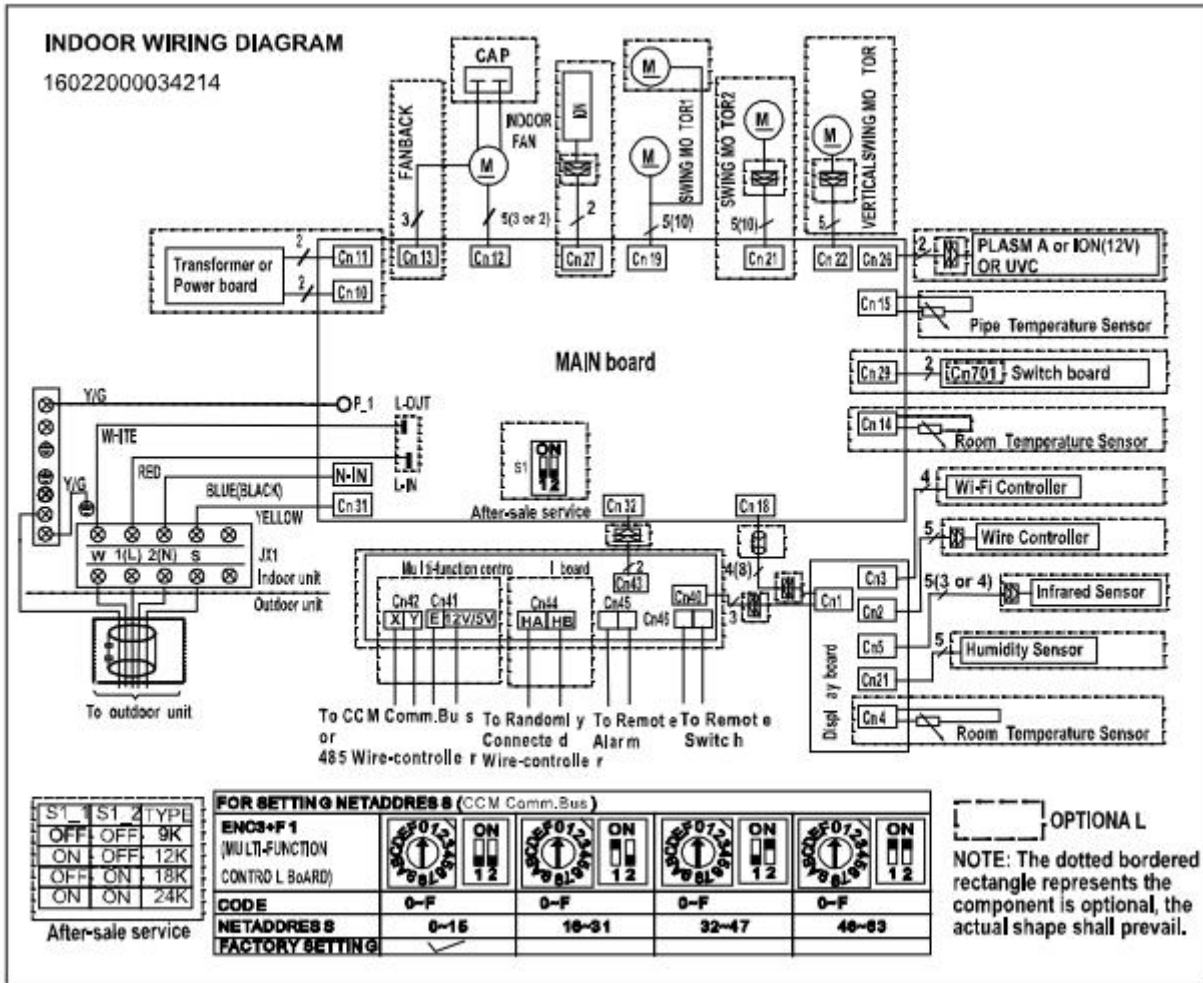 INDOOR WIRING DIAGRAM
16022000034214
CAP
INDOOR
FAN
M
FANBACK
3
5(3 or 2)
ION
2
M
M
SWING MO TOR1
5(10)
SWING MO TOR2
M
5(10)
VERTICALSWING MO TOR
M
5
Transformer or
Power board
2
2
Cn 11
Cn 10
Cn 13
Cn 12
Cn 27
Cn 19
Cn 21
Cn 22
Cn 26
2
PLASM A or ION(12V)
OR UVC
Cn 15
Pipe Temperature Sensor
MAIN board
Cn 29
2
Cn701
Switch board
Cn 14
Room Temperature Sensor
Y/G
P_1
L-OUT
WHITE
RED
L-IN
N-IN
BLUE(BLACK)
Cn 31
YELLOW
Y/G
S1
ON
1 2
After-sale service
Cn 32
Cn 18
4
Wi-Fi Controller
5
Wire Controller
5(3 or 4)
Infrared Sensor
5
Humidity Sensor
Room Temperature Sensor
W 1(L) 2(N) S
JX1
Indoor unit
Outdoor unit
To outdoor unit
Multi-function contro l board
2
Cn43
4(8)
3
Cn42
X Y
Cn41
E 12V/5V
Cn44
HA HB
Cn45
Cn46
Cn40
Cn1
Cn3
Cn2
Cn5
Cn21
Cn4
Displ ay board
To CCM Comm.Bu s
or
485 Wire-controlle r
To Randoml y
Connecte d
Wire-controlle r
To Remot e
Alarm
To Remot e
Switc h
S1_1 S1_2 TYPE
OFF OFF 9K
ON OFF 12K
OFF ON 18K
ON ON 24K
After-sale service
FOR SETTIN G NETADDRES S (CCM Comm.Bus)
ENC3+F 1
(MU LTI-FUNCTION
CONTRO L BoARD)
0123456789ABCDEF
ON
1 2
0123456789ABCDEF
ON
1 2
0123456789ABCDEF
ON
1 2
0123456789ABCDEF
ON
1 2
CODE 0~F 0~F 0~F 0~F
NETADDRES S 0~15 16~31 32~47 48~63
FACTORY SETTING
OPTIONA L
NOTE: The dotted bordered
rectangle represents the
component is optional, the
actual shape shall prevail.